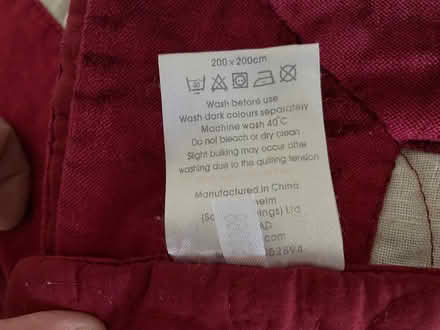 200 x 200cm
Wash before use
Wash dark colours separately
Machine wash 40°C
Do not bleach or dry clean
Slight bulking may occur after
washing due to the quilting tension
Manufactured in China
Ltd